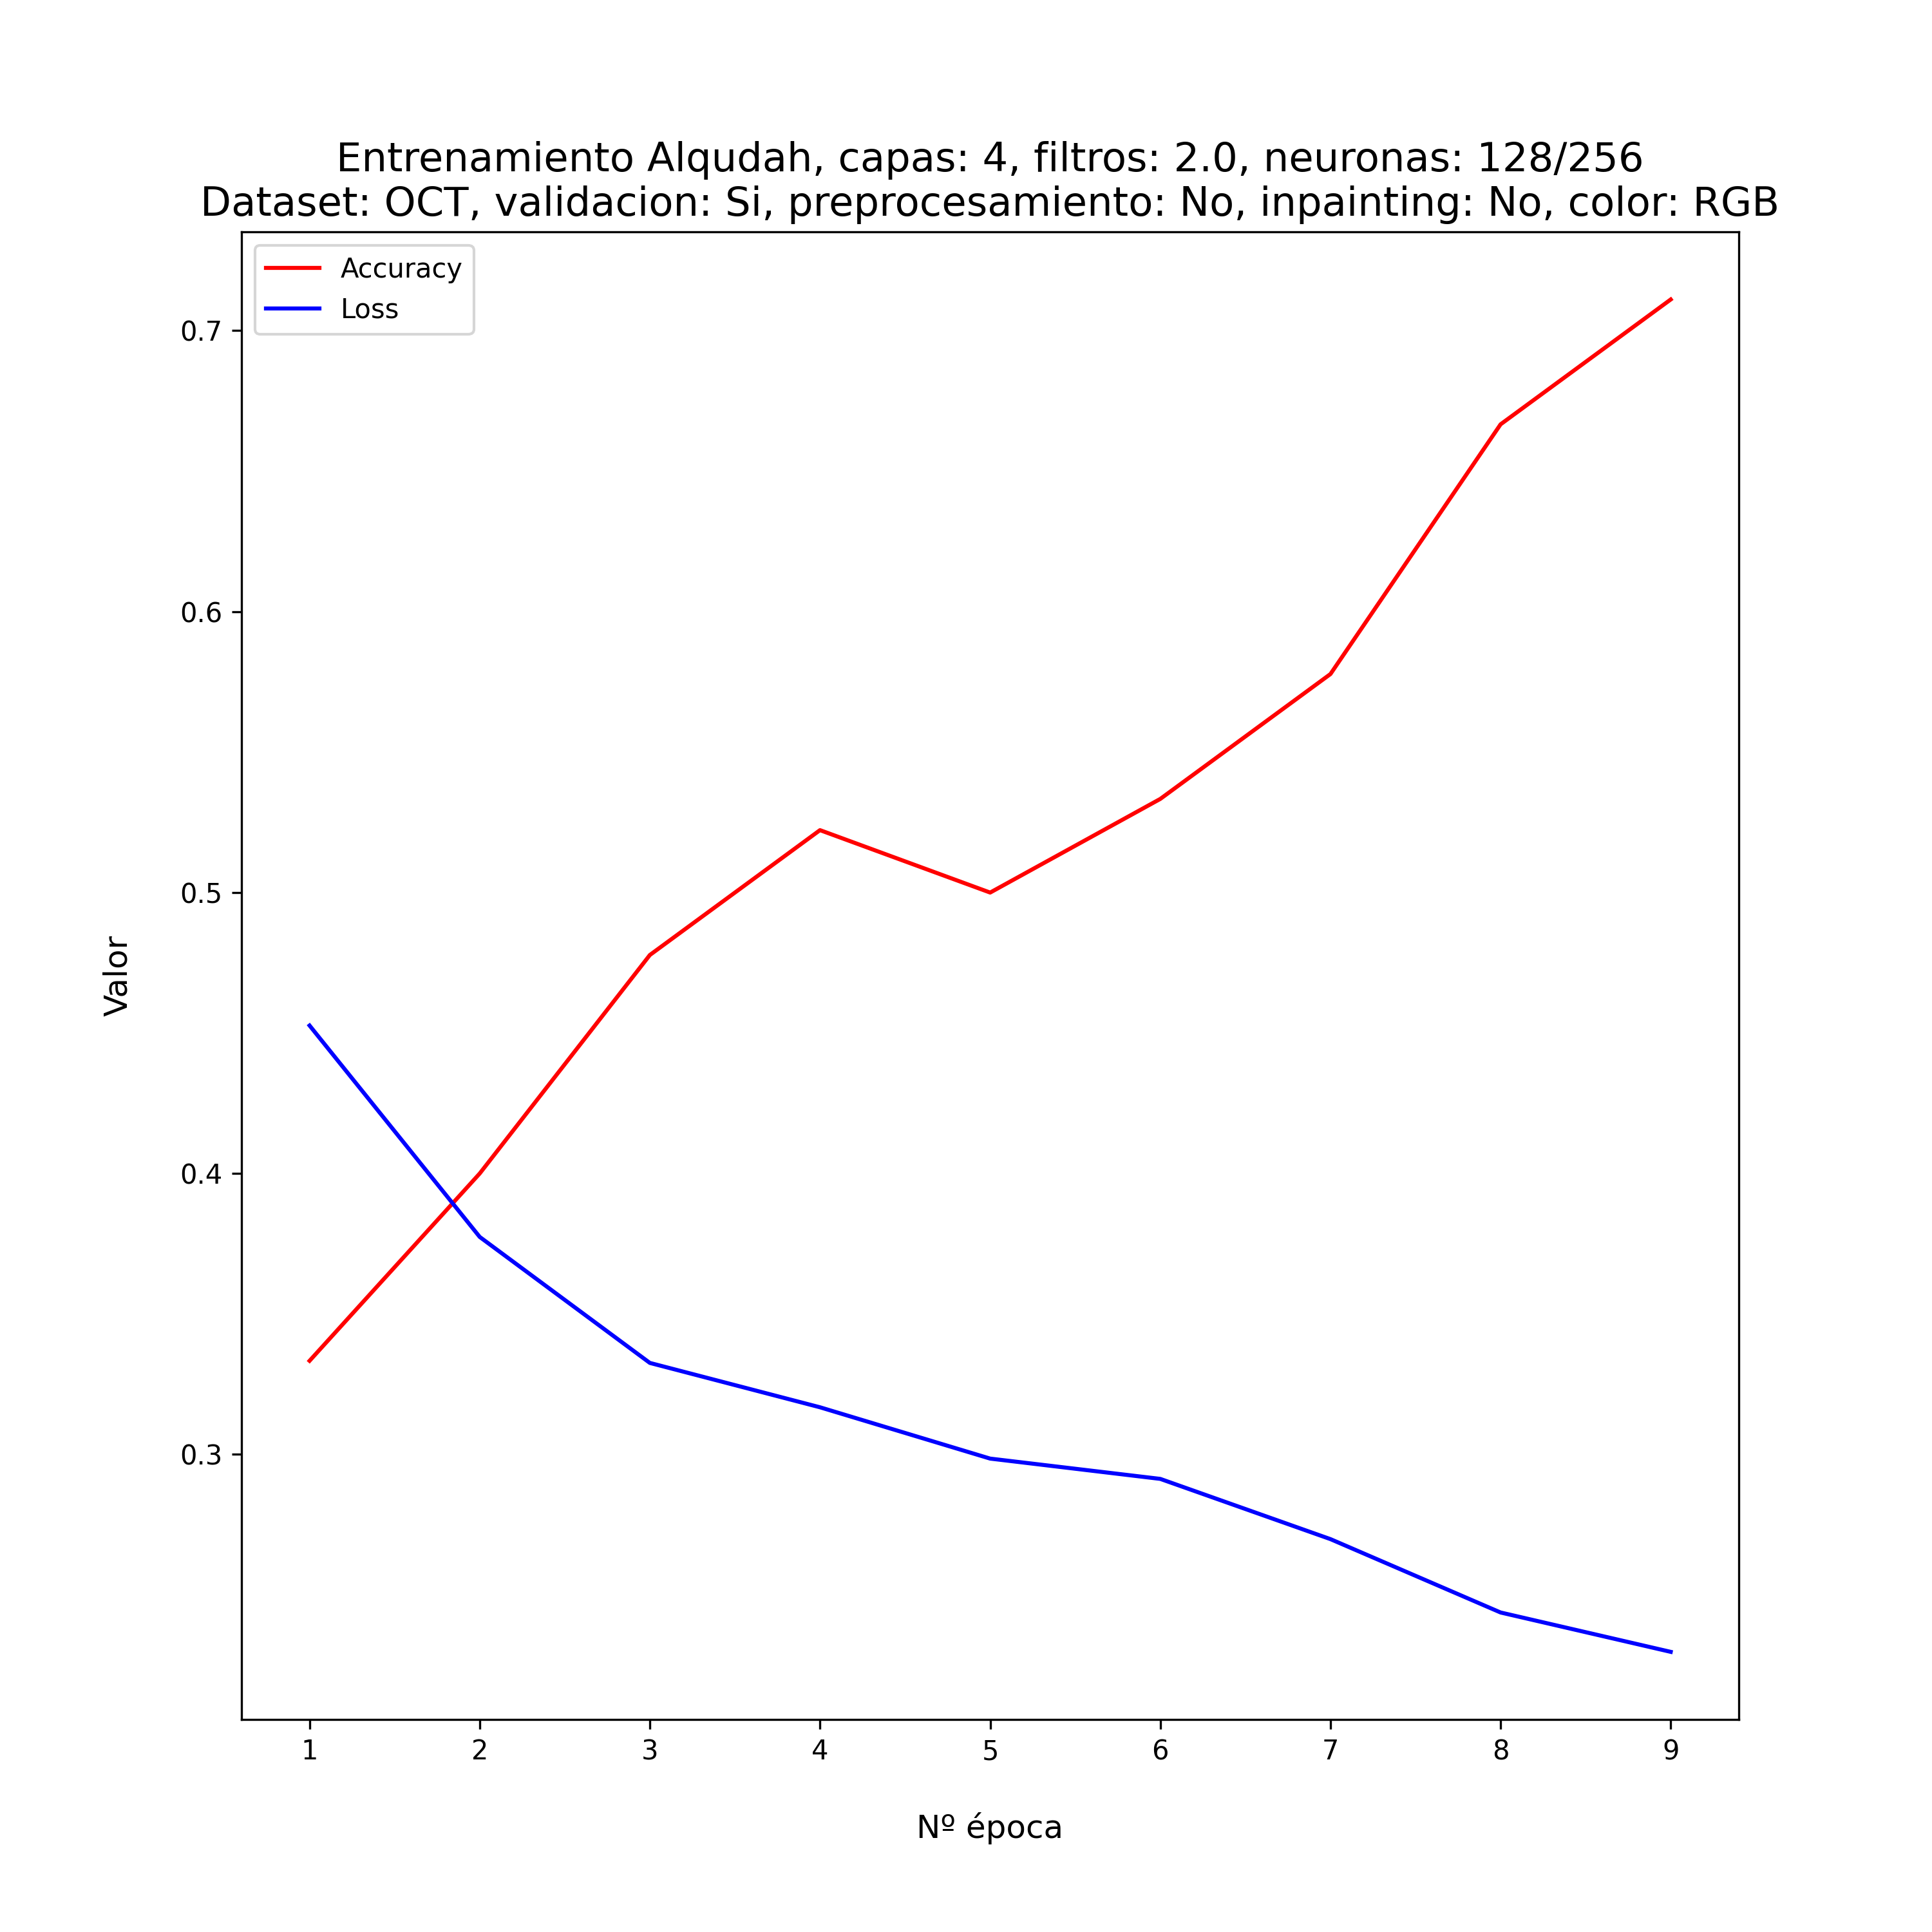 Entrenamiento Alqudah, capas: 4, filtros: 2.0, neuronas: 128/256
Dataset: OCT, validacion: Si, preprocesamiento: No, inpainting: No, color: RGB
Accuracy
Loss
0.7
0.6
0.5
0.4
0.3
Valor
1 2 3 4 5 6 7 8 9
Nº época